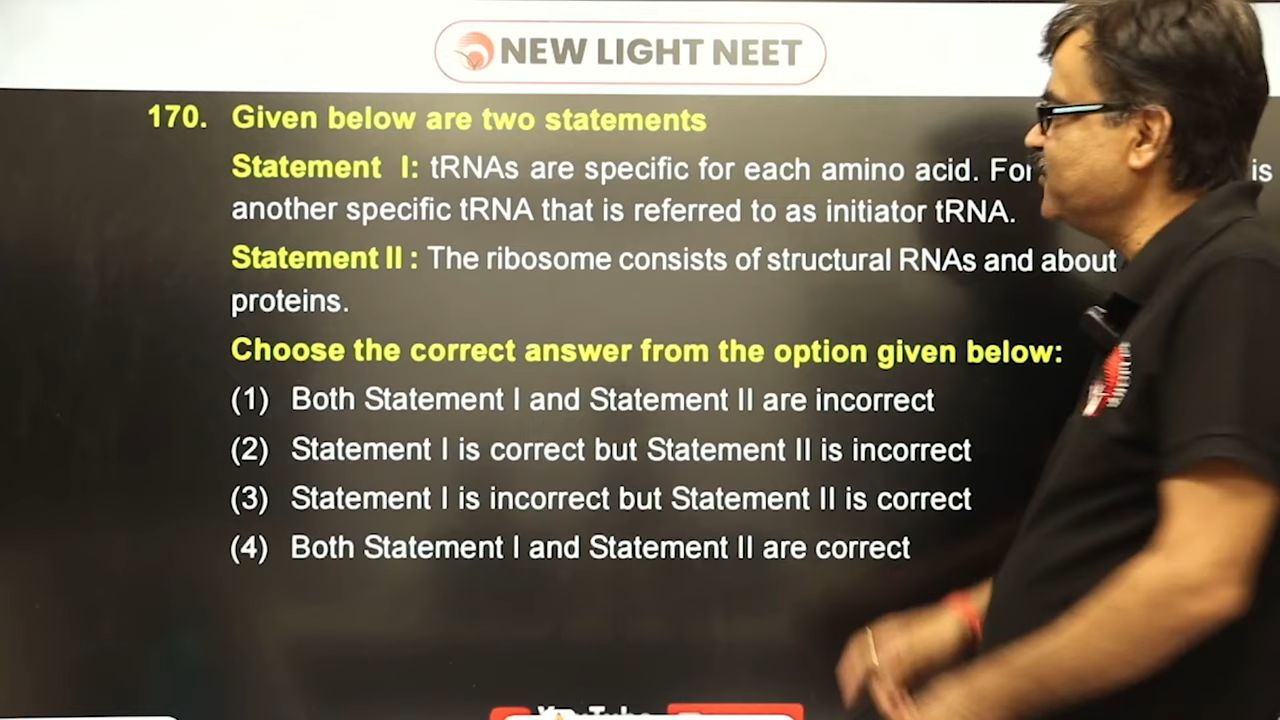 NEW LIGHT NEET
170. Given below are two statements
Statement I: tRNAs are specific for each amino acid. For is
another specific tRNA that is referred to as initiator tRNA.
Statement II : The ribosome consists of structural RNAs and about
proteins.
Choose the correct answer from the option given below:
(1) Both Statement I and Statement II are incorrect
(2) Statement I is correct but Statement II is incorrect
(3) Statement I is incorrect but Statement II is correct
(4) Both Statement I and Statement II are correct
YouTube